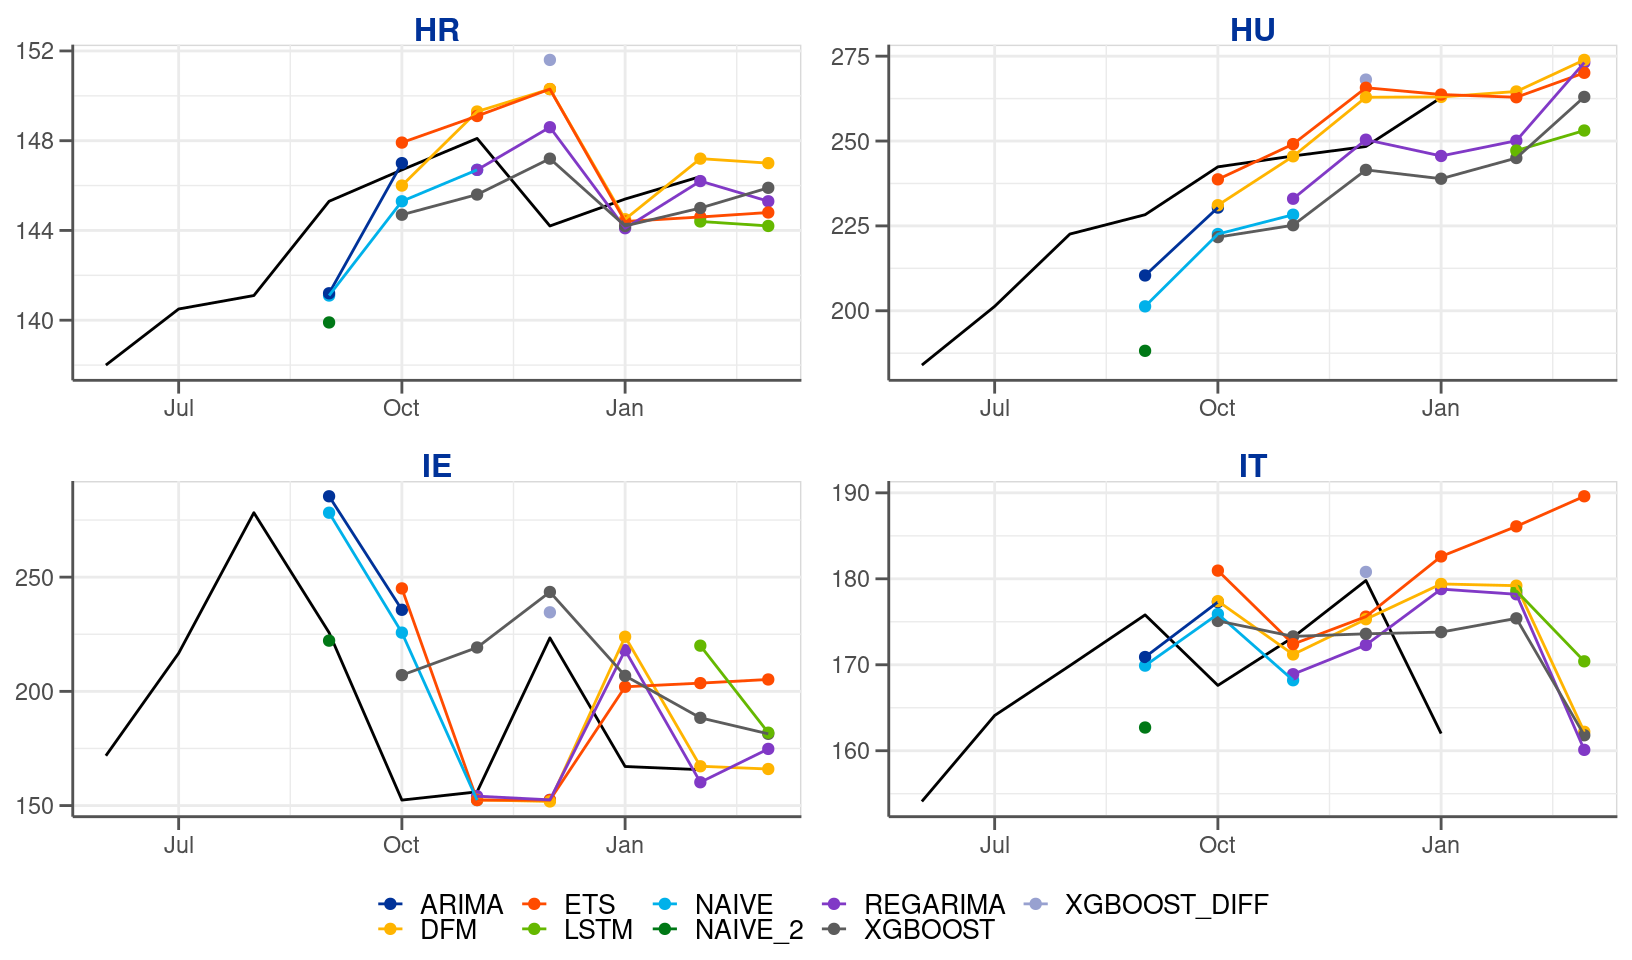 HR
HU
152
148
144
140
Jul
Oct
Jan
275
250
225
200
Jul
Oct
Jan
IE
IT
250
200
150
Jul
Oct
Jan
190
180
170
160
Jul
Oct
Jan
ARIMA ETS NAIVE REGARIMA XGBOOST_DIFF
DFM LSTM NAIVE_2 XGBOOST